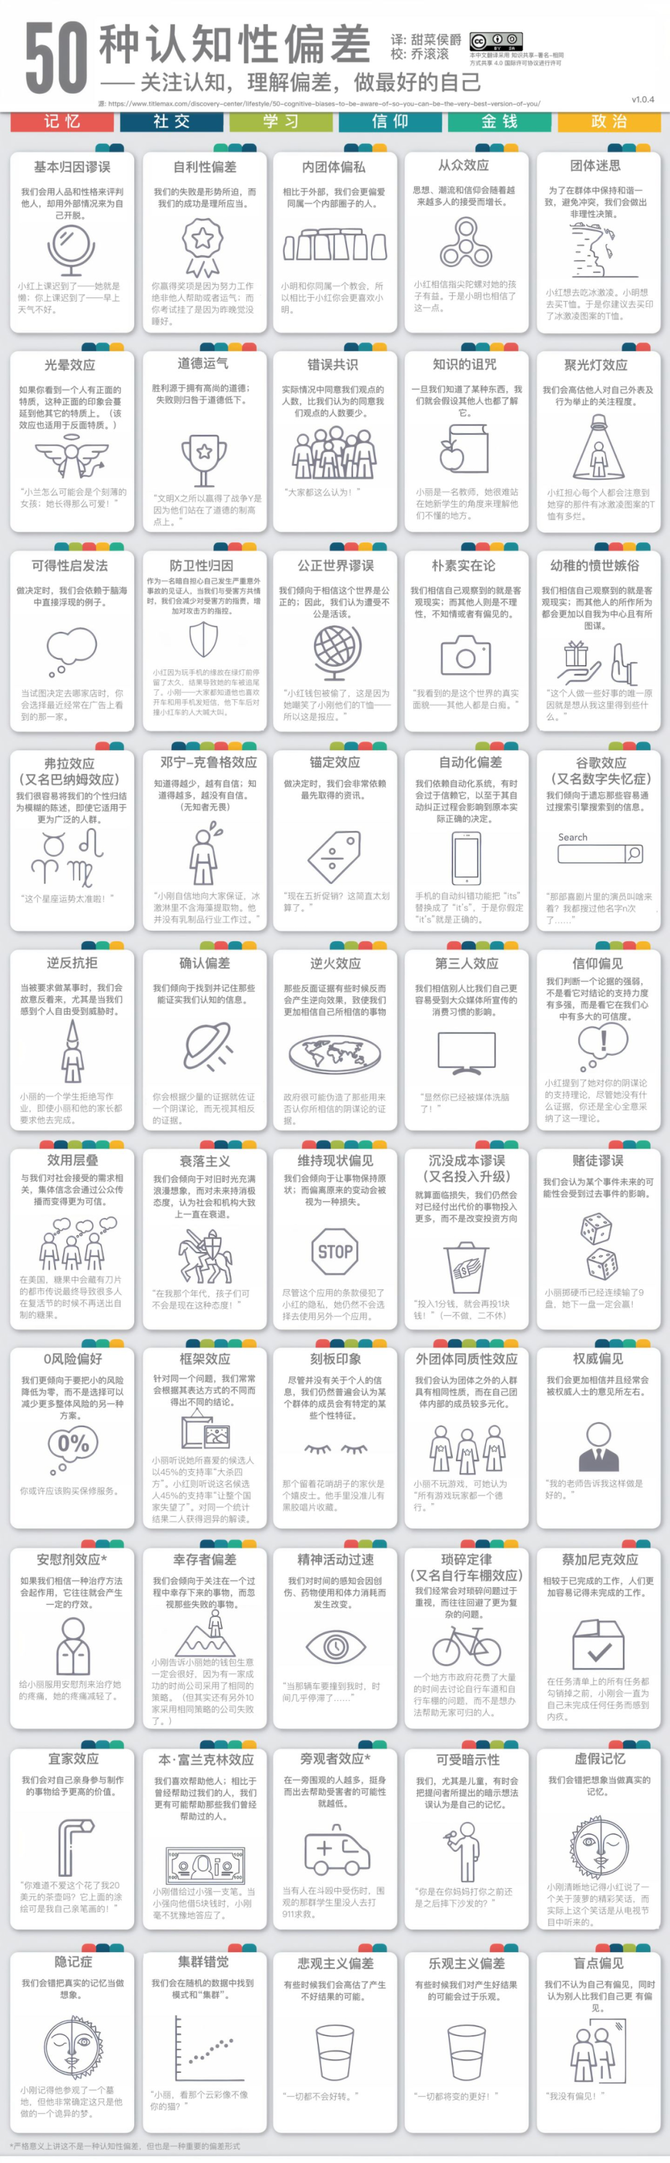 50 种认知性偏差
译: 甜菜侯爵
校: 乔滚滚
本中文翻译采用 知识共享-署名-相同
方式共享 4.0 国际许可协议进行许可
—— 关注认知，理解偏差，做最好的自己
源: https://www.titlemax.com/discovery-center/lifestyle/50-cognitive-biases-to-be-aware-of-so-you-can-be-the-very-best-version-of-you/
v1.0.4
记忆 社交 学习 信仰 金钱 政治
基本归因谬误
我们会用人品和性格来评判
他人，却用外部情况来为自
己开脱。
小红上课迟到了——她就是
懒；你上课迟到了——早上
天气不好。
自利性偏差
我们的失败是形势所迫，而
我们的成功是理所应当。
你赢得奖项是因为努力工作
绝非他人帮助或者运气；而
你考试挂了是因为昨晚觉没
睡好。
内团体偏私
相比于外部，我们会更偏爱
同属一个内部圈子的人。
小明和你同属一个教会，所
以相比于小红你会更喜欢小
明。
从众效应
思想、潮流和信仰会随着越
来越多人的接受而增长。
小红相信指尖陀螺对她的孩
子有益。于是小明也相信了
这一点。
团体迷思
为了在群体中保持和谐一
致，避免冲突，我们会做出
非理性决策。
小红想去吃冰激凌。小明想
去买T恤。于是你建议去买印
了冰激凌图案的T恤。
光晕效应
如果你看到一个人有正面的
特质，这种正面的印象会蔓
延到他其它的特质上。（该
效应也适用于反面特质。）
“小兰怎么可能会是个刻薄的
女孩；她长得那么可爱！”
道德运气
胜利源于拥有高尚的道德；
失败则归咎于道德低下。
“文明X之所以赢得了战争Y是
因为他们站在了道德的制高
点上。”
错误共识
实际情况中同意我们观点的
人数，比我们认为的同意我
们观点的人数要少。
“大家都这么认为！”
知识的诅咒
一旦我们知道了某种东西，我
们就会假设其他人也都了解
它。
小丽是一名教师，她很难站
在她新学生的角度来理解他
们不懂的地方。
聚光灯效应
我们会高估他人对自己外表及
行为举止的关注程度。
小红担心每个人都会注意到
她穿的那件有冰激凌图案的T
恤有多烂。
可得性启发法
做决定时，我们会依赖于脑海
中直接浮现的例子。
当试图决定去哪家店时，你
会选择最近经常在广告上看
到的那一家。
防卫性归因
作为一名暗自担心自己发生严重意外
事故的见证人，当我们与受害方共情
时，我们会减少对受害方的指责，增
加对攻击方的指控。
小红因为玩手机的缘故在绿灯前停
留了太久，结果导致她的车被追尾
了。小刚——大家都知道他也喜欢
开车和用手机发短信，他下车后对
撞小红车的人大喊大叫。
公正世界谬误
我们倾向于相信这个世界是公
正的；因此，我们认为遭受不
公是活该。
“小红钱包被偷了，这是因为
她嘲笑了小刚他们的T恤——
所以这是报应。”
朴素实在论
我们相信自己观察到的就是客
观现实；而其他人则是不理
性，不知情或者有偏见的。
“我看到的是这个世界的真实
面貌——其他人都是白痴。”
幼稚的愤世嫉俗
我们相信自己观察到的就是客
观现实；而其他人的所作所为
都会更加以自我为中心且有所
图谋。
“这个人做一些好事的唯一原
因就是想从我这里得到些什
么。”
弗拉效应
(又名巴纳姆效应)
我们很容易将我们的个性归结
为模糊的陈述，即使它适用于
更为广泛的人群。
“这个星座运势太准啦！”
邓宁-克鲁格效应
知道得越少，越有自信；知
道得越多，越没有自信。
(无知者无畏)
“小刚自信地向大家保证，冰
激淋里不含海藻提取物。他
并没有乳制品行业工作过。”
锚定效应
做决定时，我们会非常依赖
最先取得的资讯。
“现在五折促销？这简直太划
算了。”
自动化偏差
我们依赖自动化系统，有时
会过于信赖它，以至于其自
动纠正过程会影响到原本实
际正确的决定。
手机的自动纠错功能把“its”
替换成了“it's”，于是你假定
“it's”就是正确的。
谷歌效应
(又名数字失忆症)
我们倾向于遗忘那些容易通
过搜索引擎搜索到的信息。
Search
“那部喜剧片里的演员叫啥来
着？我都搜过他名字n次
了……”
逆反抗拒
当被要求做某事时，我们会
故意反着来，尤其是当我们
感到个人自由受到威胁时。
小丽的一个学生拒绝写作
业，即使小丽和他的家长都
要求他去完成。
确认偏差
我们倾向于找到并记住那些
能证实我们认知的信息。
你会根据少量的证据就佐证
一个阴谋论，而无视其相反
的证据。
逆火效应
那些反面证据有些时候反而
会产生逆向效果，致使我们
更加相信自己所相信的事物
政府很可能伪造了那些用来
否认你所相信的阴谋论的证
据。
第三人效应
我们相信别人比我们自己更
容易受到大众媒体所宣传的
消费习惯的影响。
“显然你已经被媒体洗脑
了！”
信仰偏见
我们判断一个论据的强弱，
不是看它对结论的支持力度
有多强，而是看它在我们心
中有多大的可信度。
小红提到了她对你的阴谋论
的支持理论，尽管她没有什
么证据，你还是全心全意采
纳了这一理论。
效用层叠
与我们对社会接受的需求相
关，集体信念会通过公众传
播而变得更为可信。
在美国，糖果中会藏有刀片
的都市传说最终导致很多人
在复活节的时候不再送出自
制的糖果。
衰落主义
我们会倾向于对旧时光充满
浪漫想象，而对未来持消极
态度，认为社会和机构大致
上一直在衰退。
“在我那个年代，孩子们可
不会是现在这种态度！”
维持现状偏见
我们会倾向于让事物保持原
状；而偏离原来的变动会被
视为一种损失。
STOP
尽管这个应用的条款侵犯了
小红的隐私，她仍然不会选
择去使用另外一个应用。
沉没成本谬误
(又名投入升级)
就算面临损失，我们仍然会
对已经付出代价的事物投入
更多，而不是改变投资方向
“投入1分钱，就会再投1块
钱！”（一不做，二不休）
赌徒谬误
我们会认为某个事件未来的可
能性会受到过去事件的影响。
小丽掷硬币已经连续输了9
盘，她下一盘一定会赢！
0风险偏好
我们更倾向于要把小的风险
降低为零，而不是选择可以
减少更多整体风险的另一种
方案。
0%
你或许应该购买保修服务。
框架效应
针对同一个问题，我们常常
会根据其表达方式的不同而
得出不同的结论。
小丽听说她所喜爱的候选人
以45%的支持率“大杀四
方”。小红则听说这名候选
人45%的支持率“让整个国
家失望了”。对同一个统计
结果二人获得迥异的解读。
刻板印象
尽管并没有关于个人的信
息，我们仍然普遍会认为某
个群体的成员会有特定的某
些个性特征。
那个留着花哨胡子的家伙是
个嬉皮士。他手里没准儿有
黑胶唱片收藏。
外团体同质性效应
我们会认为团体之外的人群
具有相同性质，而在自己团
体内部的成员较多元化。
小丽不玩游戏，可她认为
“所有游戏玩家都一个德
行。”
权威偏见
我们会更加相信并且经常会
被权威人士的意见所左右。
“我的老师告诉我这样做是
好的。”
安慰剂效应*
如果我们相信一种治疗方法
会起作用，它往往就会产生
一定的疗效。
给小丽服用安慰剂来治疗她
的疼痛，她的疼痛减轻了。
幸存者偏差
我们会倾向于关注在一个过
程中幸存下来的事物，而忽
视那些失败的事物。
小刚告诉小丽她的钱包生意
一定会很好，因为有一家成
功的时尚公司采用了相同的
策略。（但其实还有另外10
家采用相同策略的公司失败
了。）
精神活动过速
我们对时间的感知会因创
伤、药物使用和体力消耗而
发生改变。
“当那辆车要撞到我时，时
间几乎停滞了……”
琐碎定律
(又名自行车棚效应)
我们经常会对琐碎问题过于
重视，而往往回避了更为复
杂的问题。
一个地方市政府花费了大量
的时间去讨论自行车道和自
行车棚的问题，而不是想办
法帮助无家可归的人。
蔡加尼克效应
相较于已完成的工作，人们更
加容易记得未完成的工作。
在任务清单上的所有任务都
勾销掉之前，小刚会一直为
自己未完成任何任务而感到
内疚。
宜家效应
我们会对自己亲身参与制作
的事物给予更高的价值。
“你难道不爱这个花了我20
美元的茶壶吗？它上面的涂
绘可是我自己亲笔画的！”
本·富兰克林效应
我们喜欢帮助他人；相比于
曾经帮助过我们的人，我们
更有可能帮助那些我们曾经
帮助过的人。
小刚借给过小强一支笔。当
小强向他借5块钱时，小刚
毫不犹豫地答应了。
旁观者效应*
在一旁围观的人越多，挺身
而出去帮助受害者的可能性
就越低。
当有人在斗殴中受伤时，围
观的那群学生里没人去打
911求救。
可受暗示性
我们，尤其是儿童，有时会
把提问者所提出的暗示想法
误认为是自己的记忆。
“你是在你妈妈打你之前还
是之后摔下沙发的？”
虚假记忆
我们会错把想象当做真实的
记忆。
小刚清晰地记得小红说了一
个关于菠萝的精彩笑话，而
实际上这个笑话是从电视节
目中听来的。
隐记症
我们会错把真实的记忆当做
想象。
小刚记得他参观了一个墓
地，但他非常确定这只是他
做的一个诡异的梦。
集群错觉
我们会在随机的数据中找到
模式和“集群”。
“小丽，看那个云彩像不像
你的猫？”
悲观主义偏差
有些时候我们会高估了产生
不好结果的可能。
“一切都不会好转。”
乐观主义偏差
有些时候我们对产生好结果
的可能会过于乐观。
“一切都将变的更好！”
盲点偏见
我们不认为自己有偏见，同时
认为别人比我们自己更 有偏
见。
“我没有偏见！”
*严格意义上讲这不是一种认知性偏差，但也是一种重要的偏差形式